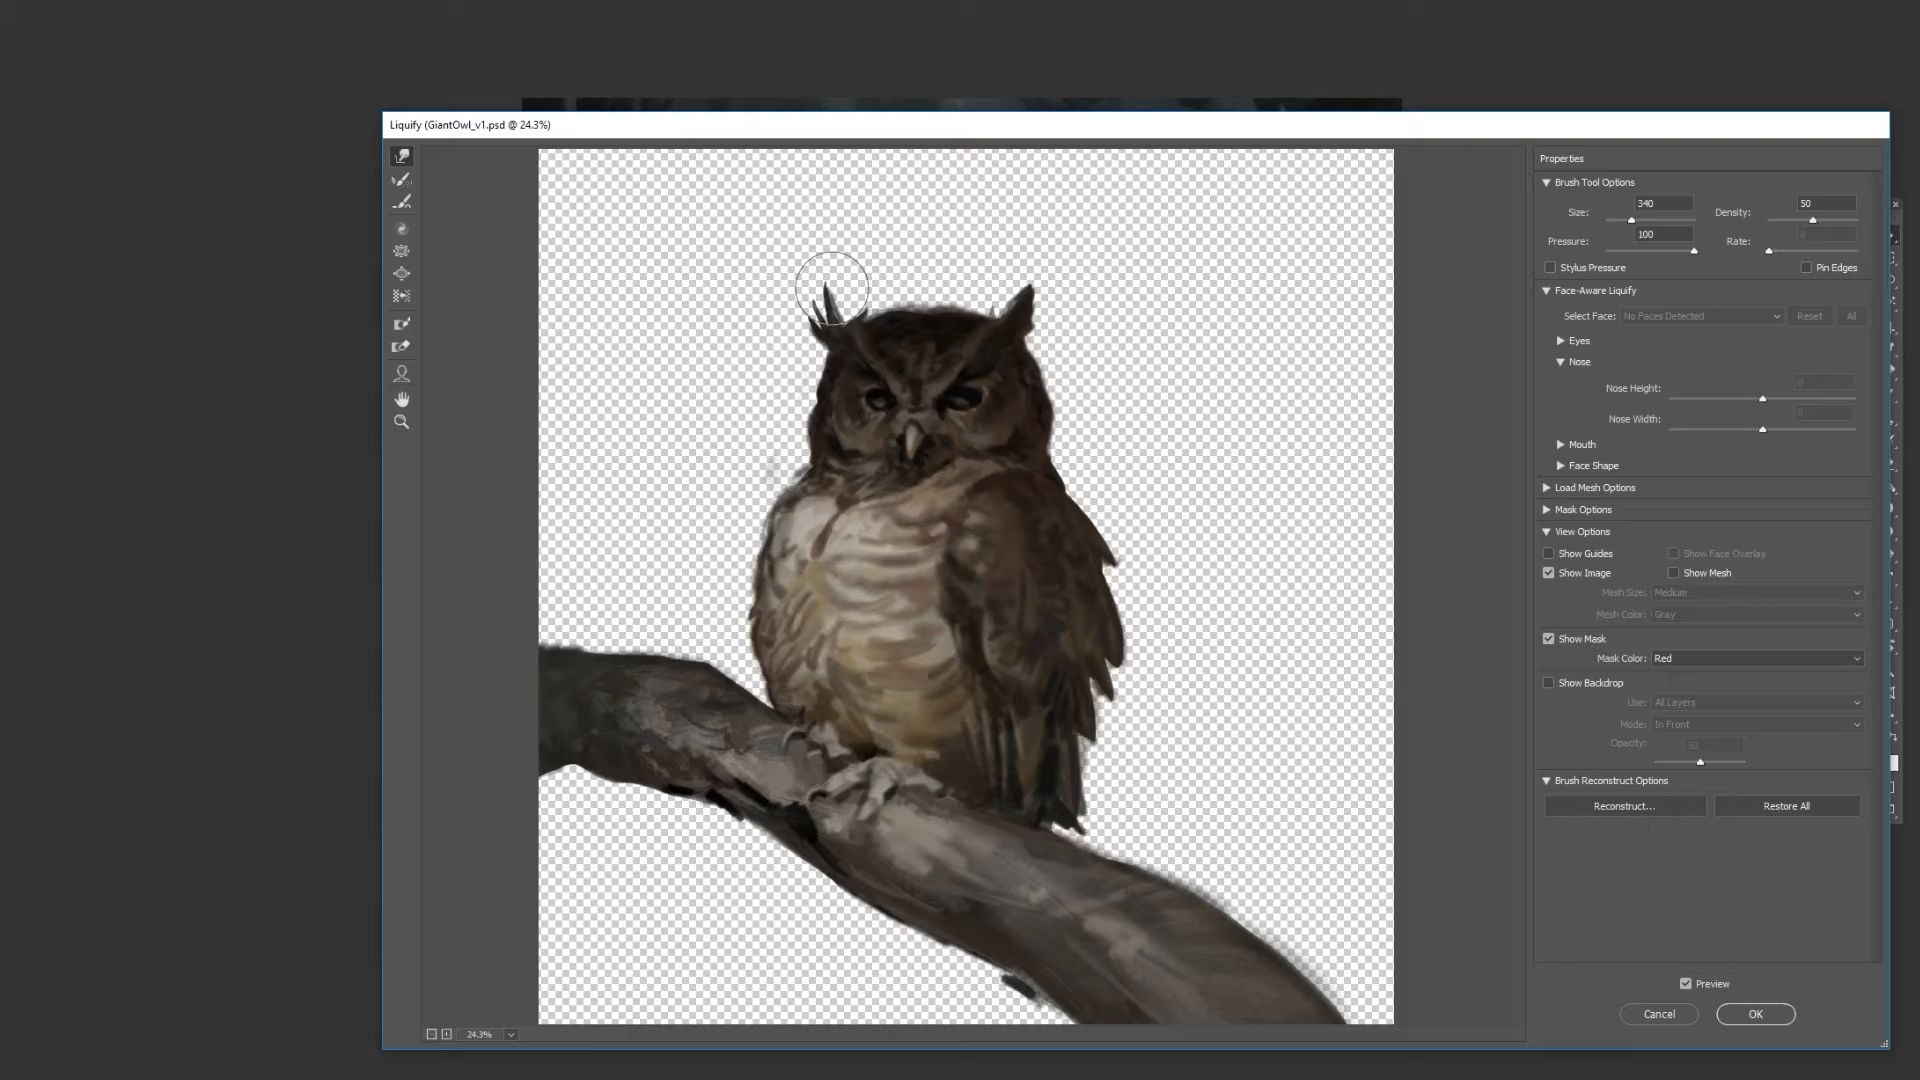 Liquify (GiantOwl_v1.psd @ 24.3%)
Properties
Brush Tool Options
Size: 340 Density: 50
Pressure: 100 Rate: 0
Stylus Pressure Pin Edges
Face-Aware Liquify
Select Face: No Faces Detected Reset All
Eyes
Nose
Nose Height: 0
Nose Width: 0
Mouth
Face Shape
Load Mesh Options
Mask Options
View Options
Show Guides Show Face Overlay
Show Image Show Mesh
Mesh Size: Medium
Mesh Color: Gray
Show Mask
Mask Color: Red
Show Backdrop
Use: All Layers
Mode: In Front
Opacity: 50
Brush Reconstruct Options
Reconstruct... Restore All
Preview
Cancel OK
24.3%